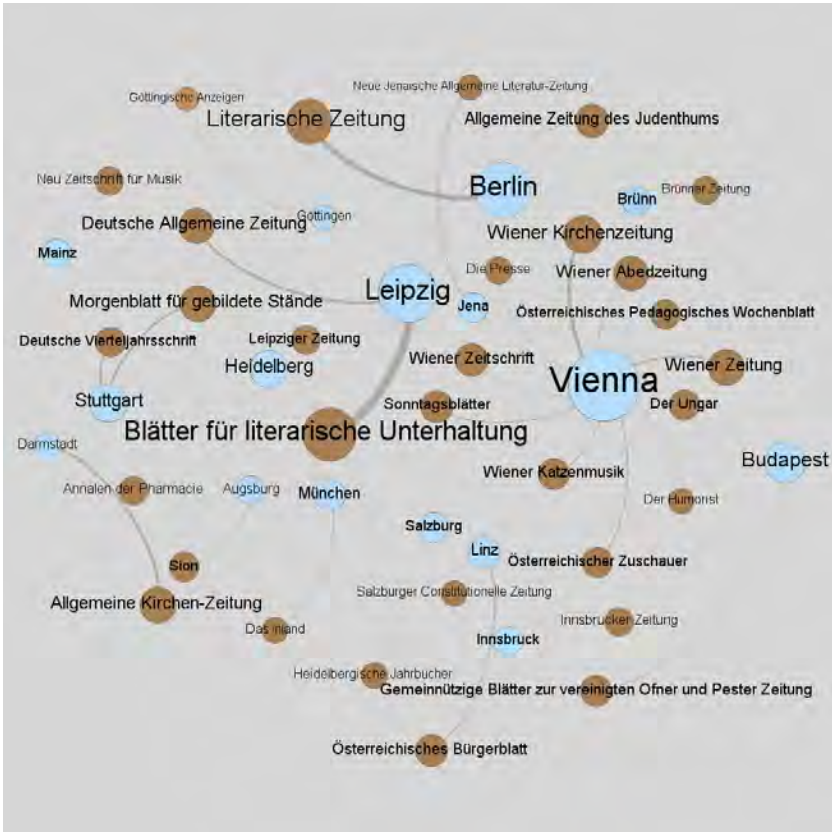 Neue Jenaische Allgemeine Literatur-Zeitung
Göttingische Anzeigen
Literarische Zeitung
Allgemeine Zeitung des Judenthums
Neu Zeitschrift für Musik
Berlin
Brünn
Brünner Zeitung
Deutsche Allgemeine Zeitung
Göttingen
Wiener Kirchenzeitung
Mainz
Die Presse
Wiener Abedzeitung
Leipzig
Morgenblatt für gebildete Stände
Jena
Österreichisches Pedagogisches Wochenblatt
Deutsche Vierteljahrsschrift
Leipziger Zeitung
Wiener Zeitschrift
Heidelberg
Wiener Zeitung
Vienna
Stuttgart
Sonntagsblätter
Der Ungar
Blätter für literarische Unterhaltung
Darmstadt
Budapest
Wiener Katzenmusik
Annalen der Pharmacie
Augsburg
München
Der Humorist
Salzburg
Linz
Österreichischer Zuschauer
Sion
Salzburger Constitutionelle Zeitung
Allgemeine Kirchen-Zeitung
Innsbrucker Zeitung
Das Inland
Innsbruck
Heidelbergische Jahrbücher
Gemeinnützige Blätter zur vereinigten Ofner und Pester Zeitung
Österreichisches Bürgerblatt